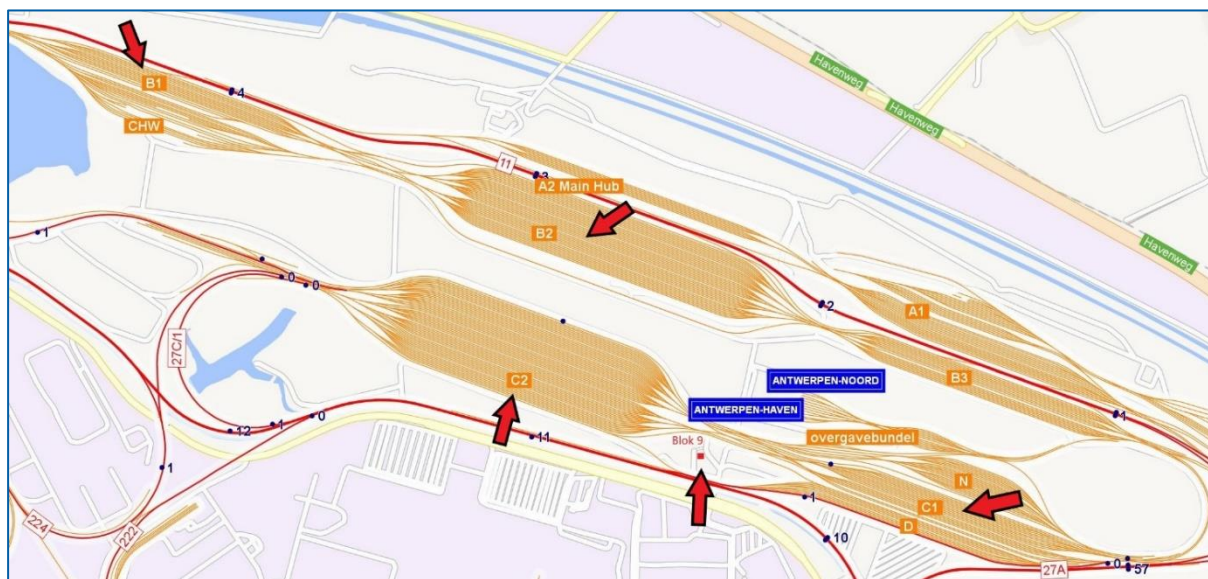 B1
4
CHW
11
3
A2 Main Hub
B2
Havenweg
Havenweg
Havenweg
1
0
0
2
A1
27C/1
B3
ANTWERPEN-NOORD
C2
ANTWERPEN-HAVEN
1
0
1
12
11
Blok 9
overgavebundel
1
N
1
C1
D
224
222
10
27A
0
57